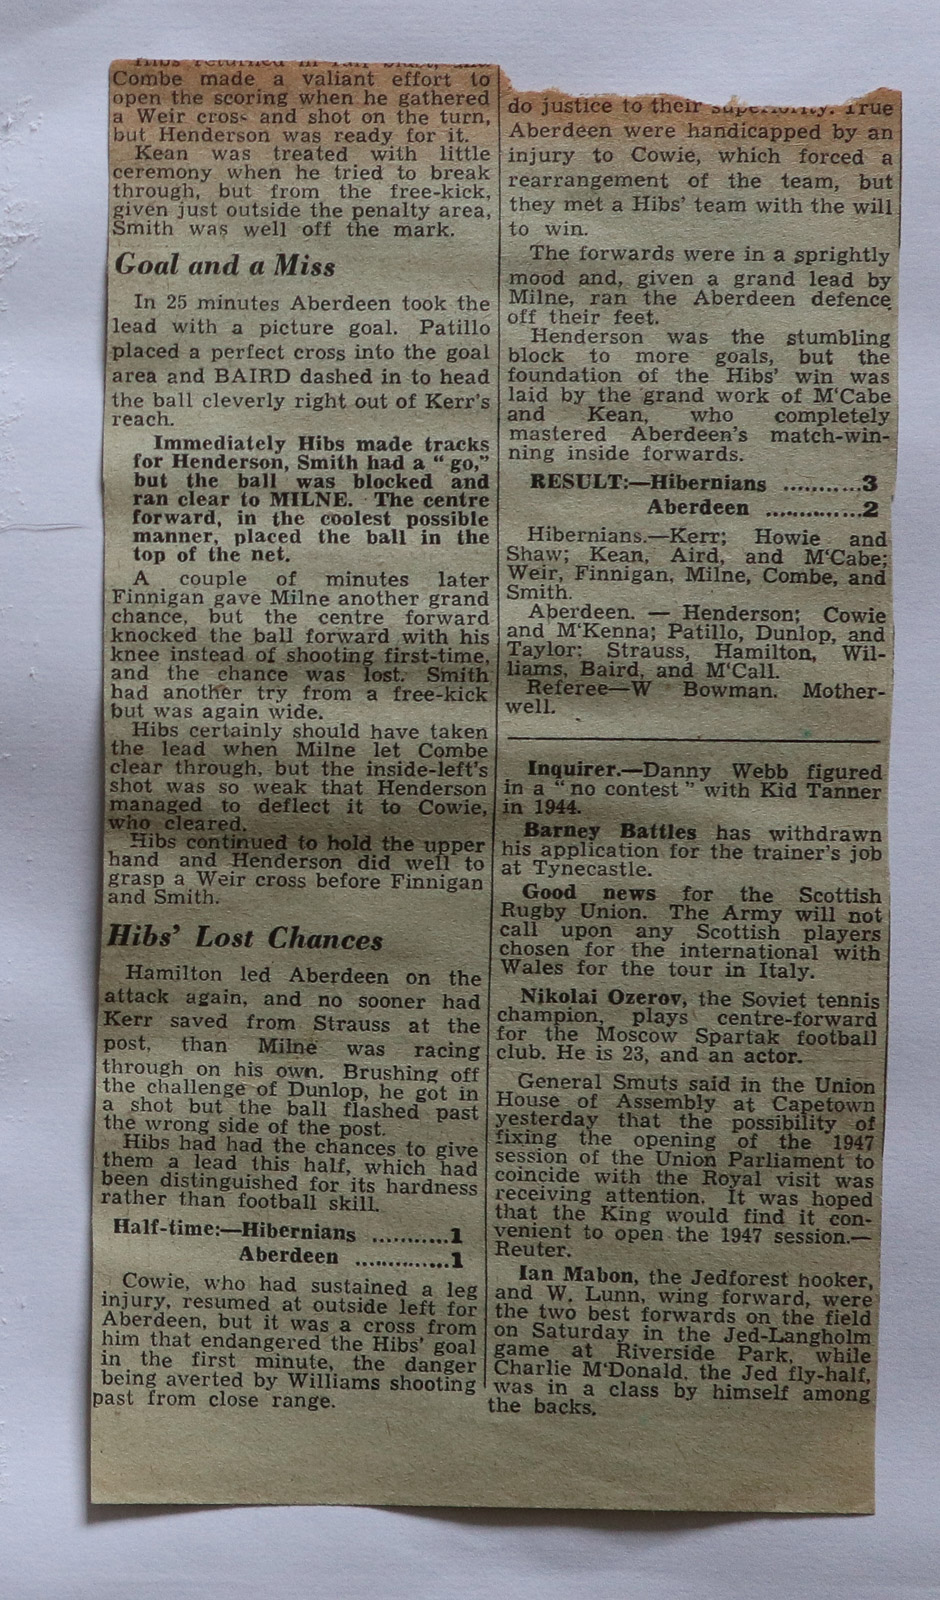 Hibs returned in
Combe made a valiant effort to
open the scoring when he gathered
a Weir cross and shot on the turn,
but Henderson was ready for it.
Kean was treated with little
ceremony when he tried to break
through, but from the free-kick,
given just outside the penalty area,
Smith was well off the mark.
Goal and a Miss
In 25 minutes Aberdeen took the
lead with a picture goal. Patillo
placed a perfect cross into the goal
area and BAIRD dashed in to head
the ball cleverly right out of Kerr's
reach.
Immediately Hibs made tracks
for Henderson, Smith had a "go,"
but the ball was blocked and
ran clear to MILNE. The centre
forward, in the coolest possible
manner, placed the ball in the
top of the net.
A couple of minutes later
Finnigan gave Milne another grand
chance, but the centre forward
knocked the ball forward with his
knee instead of shooting first-time,
and the chance was lost. Smith
had another try from a free-kick
but was again wide.
Hibs certainly should have taken
the lead when Milne let Combe
clear through, but the inside-left's
shot was so weak that Henderson
managed to deflect it to Cowie,
who cleared.
Hibs continued to hold the upper
hand and Henderson did well to
grasp a Weir cross before Finnigan
and Smith.
Hibs' Lost Chances
Hamilton led Aberdeen on the
attack again, and no sooner had
Kerr saved from Strauss at the
post, than Milne was racing
through on his own. Brushing off
the challenge of Dunlop, he got in
a shot but the ball flashed past
the wrong side of the post.
Hibs had had the chances to give
them a lead this half, which had
been distinguished for its hardness
rather than football skill.
Half-time:—Hibernians ...........1
Aberdeen ..............1
Cowie, who had sustained a leg
injury, resumed at outside left for
Aberdeen, but it was a cross from
him that endangered the Hibs' goal
in the first minute, the danger
being averted by Williams shooting
past from close range.
do justice to their superiority. True
Aberdeen were handicapped by an
injury to Cowie, which forced a
rearrangement of the team, but
they met a Hibs' team with the will
to win.
The forwards were in a sprightly
mood and, given a grand lead by
Milne, ran the Aberdeen defence
off their feet.
Henderson was the stumbling
block to more goals, but the
foundation of the Hibs' win was
laid by the grand work of M'Cabe
and Kean, who completely
mastered Aberdeen's match-win-
ning inside forwards.
RESULT:—Hibernians ...........3
Aberdeen ..............2
Hibernians.—Kerr; Howie and
Shaw; Kean, Aird, and M'Cabe;
Weir, Finnigan, Milne, Combe, and
Smith.
Aberdeen. — Henderson; Cowie
and M'Kenna; Patillo, Dunlop, and
Taylor; Strauss, Hamilton, Wil-
liams, Baird, and M'Call.
Referee—W Bowman. Mother-
well.
Inquirer.—Danny Webb figured
in a "no contest" with Kid Tanner
in 1944.
Barney Battles has withdrawn
his application for the trainer's job
at Tynecastle.
Good news for the Scottish
Rugby Union. The Army will not
call upon any Scottish players
chosen for the international with
Wales for the tour in Italy.
Nikolai Ozerov, the Soviet tennis
champion, plays centre-forward
for the Moscow Spartak football
club. He is 23, and an actor.
General Smuts said in the Union
House of Assembly at Capetown
yesterday that the possibility of
fixing the opening of the 1947
session of the Union Parliament to
coincide with the Royal visit was
receiving attention. It was hoped
that the King would find it con-
venient to open the 1947 session.—
Reuter.
Ian Mabon, the Jedforest hooker,
and W. Lunn, wing forward, were
the two best forwards on the field
on Saturday in the Jed-Langholm
game at Riverside Park, while
Charlie M'Donald, the Jed fly-half,
was in a class by himself among
the backs.